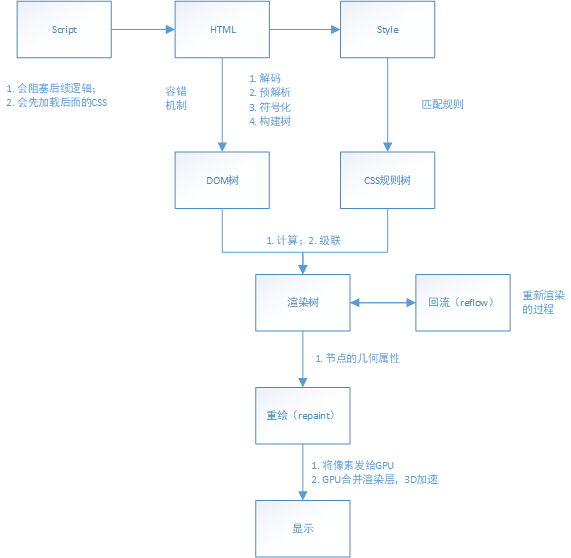 Script
HTML
Style
1. 会阻塞后续逻辑；
2. 会先加载后面的CSS
容错
机制
1. 解码
2. 预解析
3. 符号化
4. 构建树
匹配规则
DOM树
CSS规则树
1. 计算；2. 级联
渲染树
回流（reflow）
重新渲染
的过程
1. 节点的几何属性
重绘（repaint）
1. 将像素发给GPU
2. GPU合并渲染层，3D加速
显示